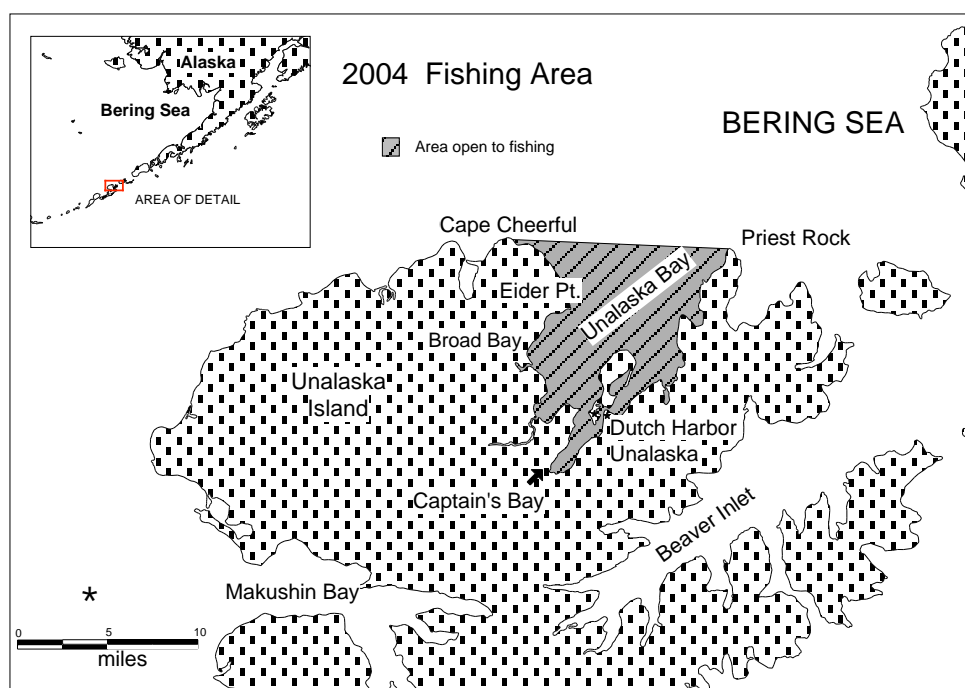 Alaska
Bering Sea
AREA OF DETAIL
2004 Fishing Area
BERING SEA
Area open to fishing
Cape Cheerful
Priest Rock
Eider Pt.
Unalaska Bay
Broad Bay
Unalaska
Island
Dutch Harbor
Unalaska
Captain's Bay
Beaver Inlet
Makushin Bay
*
0 5 10
miles